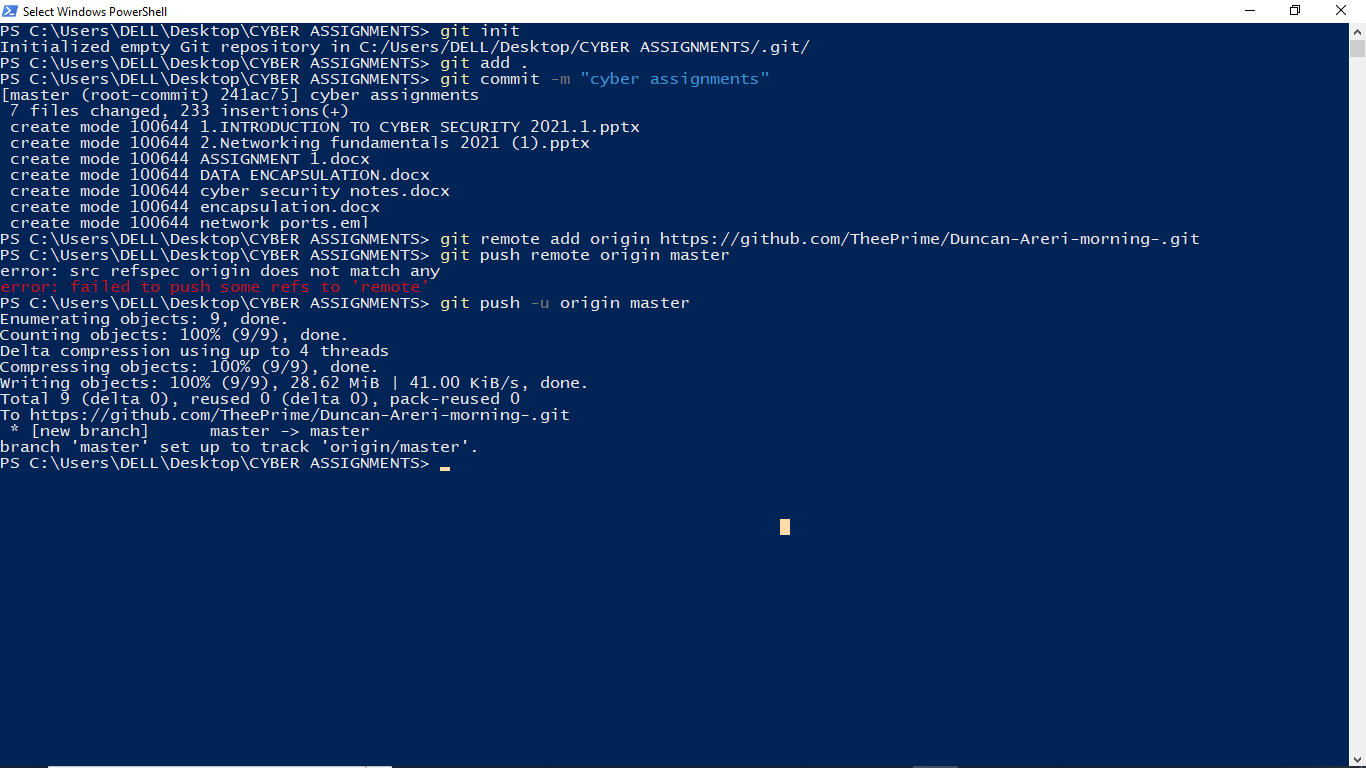 Select Windows PowerShell
PS C:\Users\DELL\Desktop\CYBER ASSIGNMENTS> git init
Initialized empty Git repository in C:/Users/DELL/Desktop/CYBER ASSIGNMENTS/.git/
PS C:\Users\DELL\Desktop\CYBER ASSIGNMENTS> git add .
PS C:\Users\DELL\Desktop\CYBER ASSIGNMENTS> git commit -m "cyber assignments"
[master (root-commit) 241ac75] cyber assignments
 7 files changed, 233 insertions(+)
 create mode 100644 1.INTRODUCTION TO CYBER SECURITY 2021.1.pptx
 create mode 100644 2.Networking fundamentals 2021 (1).pptx
 create mode 100644 ASSIGNMENT 1.docx
 create mode 100644 DATA ENCAPSULATION.docx
 create mode 100644 cyber security notes.docx
 create mode 100644 encapsulation.docx
 create mode 100644 network ports.eml
PS C:\Users\DELL\Desktop\CYBER ASSIGNMENTS> git remote add origin https://github.com/TheePrime/Duncan-Areri-morning-.git
PS C:\Users\DELL\Desktop\CYBER ASSIGNMENTS> git push remote origin master
error: src refspec origin does not match any
error: failed to push some refs to 'remote'
PS C:\Users\DELL\Desktop\CYBER ASSIGNMENTS> git push -u origin master
Enumerating objects: 9, done.
Counting objects: 100% (9/9), done.
Delta compression using up to 4 threads
Compressing objects: 100% (9/9), done.
Writing objects: 100% (9/9), 28.62 MiB | 41.00 KiB/s, done.
Total 9 (delta 0), reused 0 (delta 0), pack-reused 0
To https://github.com/TheePrime/Duncan-Areri-morning-.git
 * [new branch]      master -> master
branch 'master' set up to track 'origin/master'.
PS C:\Users\DELL\Desktop\CYBER ASSIGNMENTS>